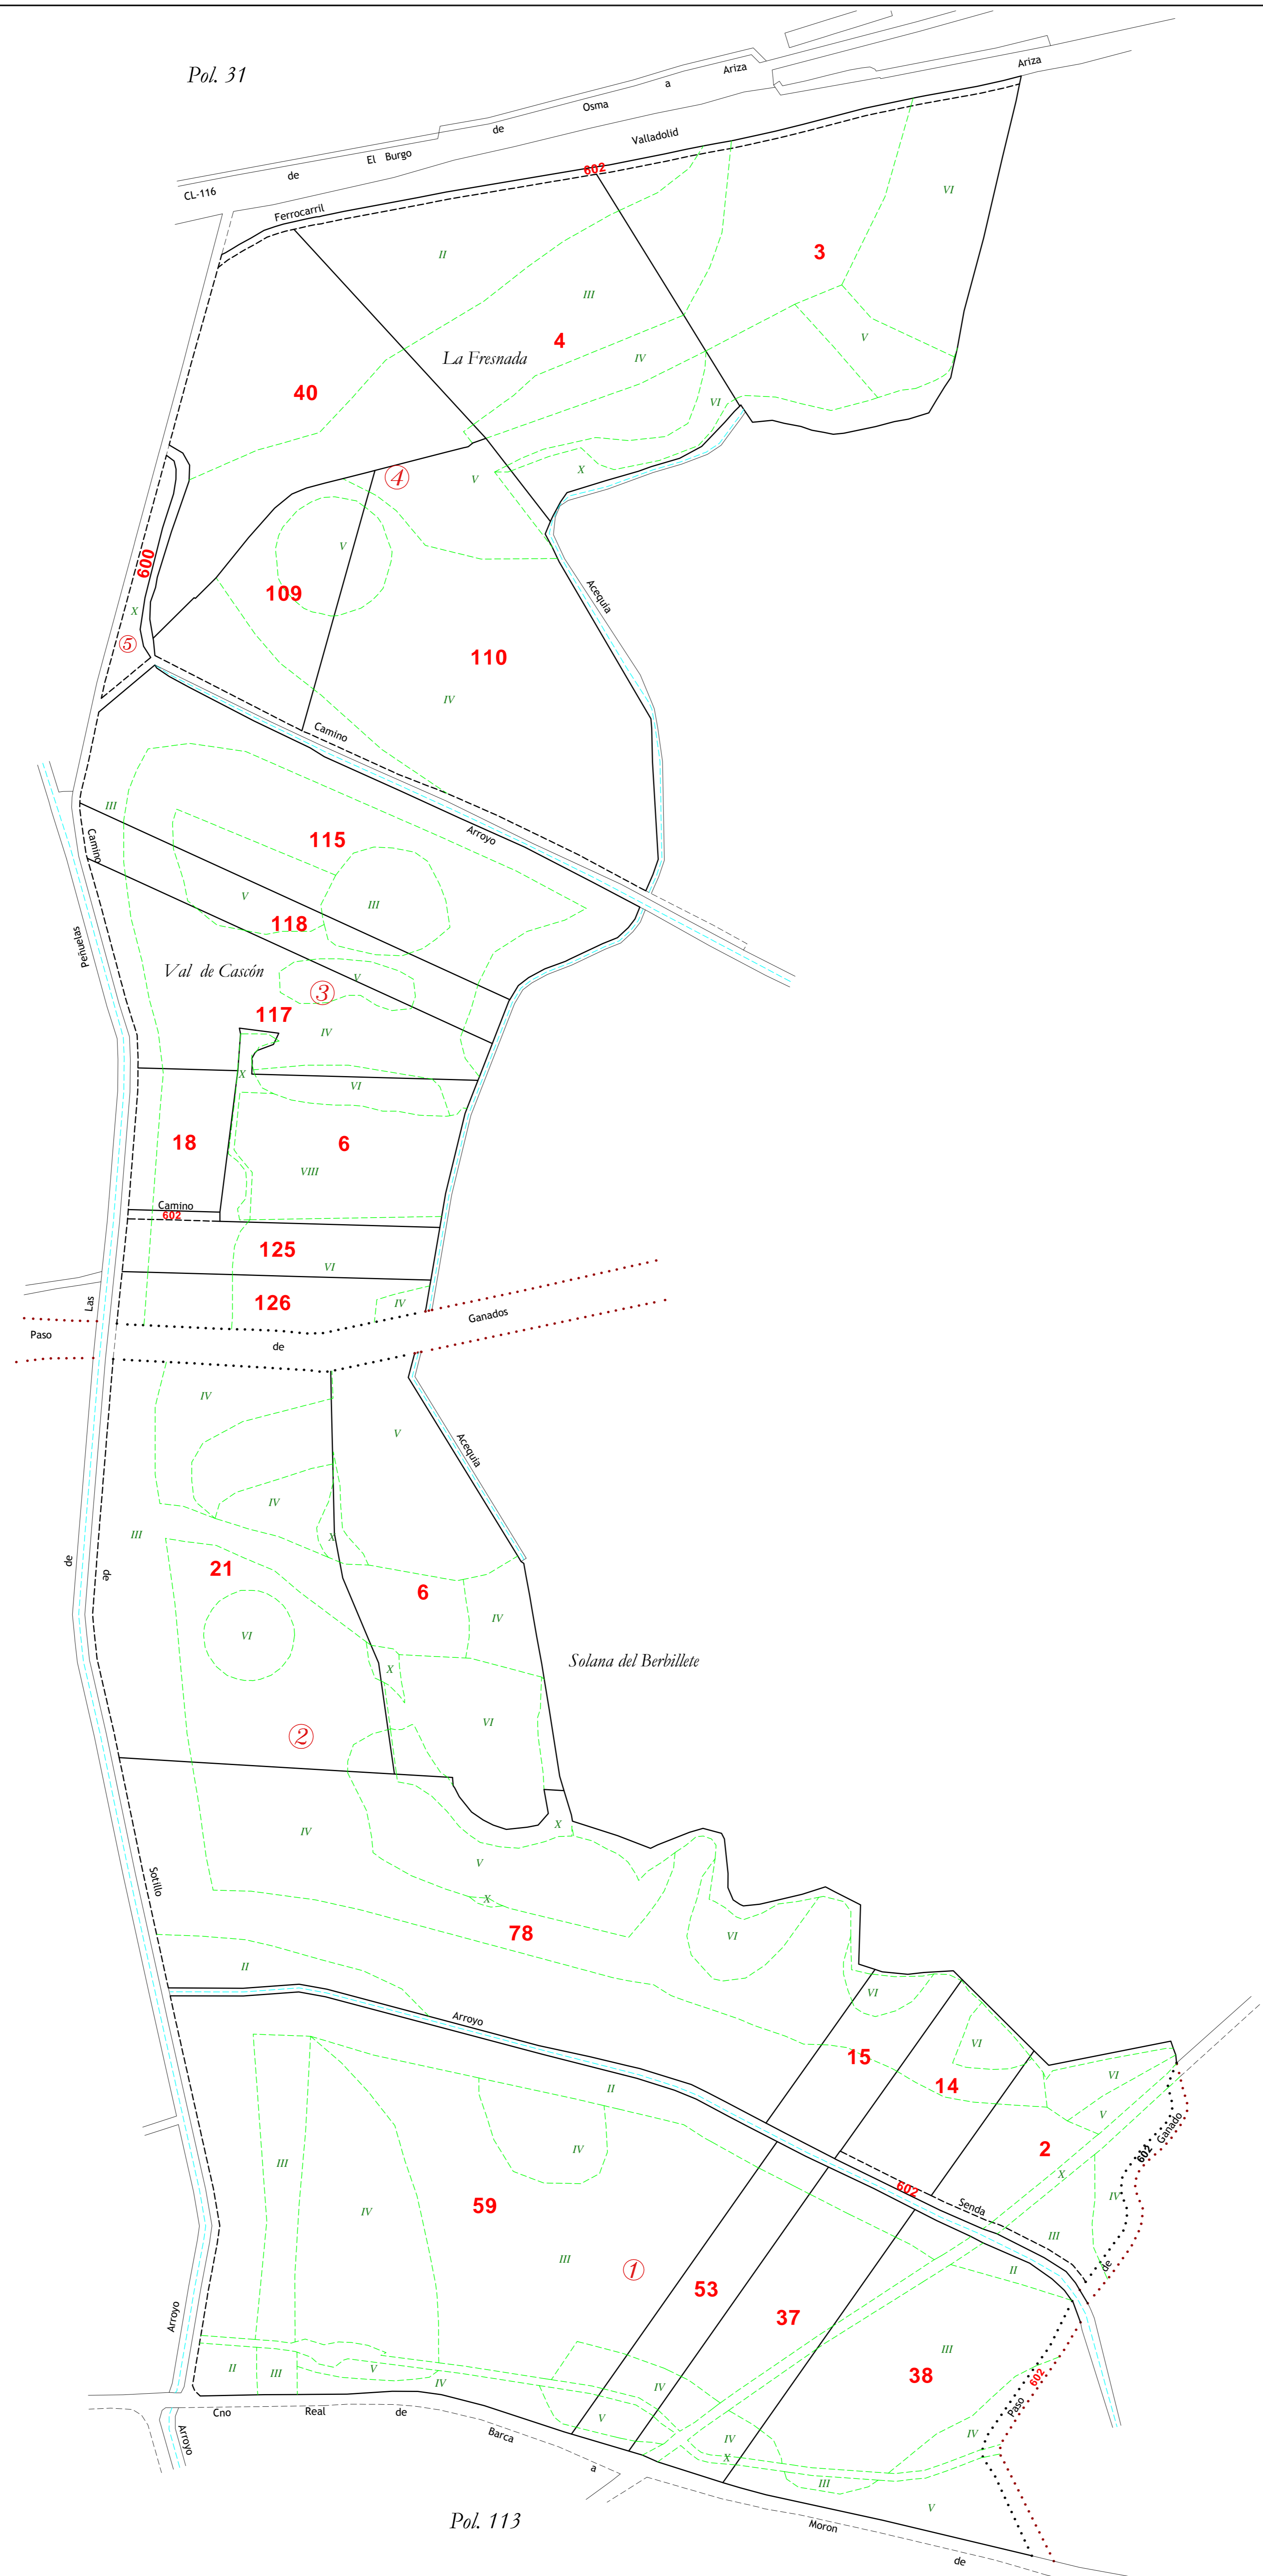 Pol. 31
CL-116 de El Burgo de Osma a Ariza
Ferrocarril Valladolid Ariza
602
II
VI
3
III
4
La Fresnada
IV
V
40
VI
4
V
X
600
V
109
Acequia
X
5
110
IV
Camino
III
Camino
115
Arroyo
V
III
118
Peñuelas
Val de Cascón
V
3
117
IV
X
VI
18
6
VIII
Camino
602
125
VI
Las
126
IV
Ganados
Paso
de
IV
V
Acequia
IV
III
X
de
de
21
6
IV
VI
Solana del Berbillete
X
VI
2
IV
X
V
Sotillo
X
78
VI
II
VI
Arroyo
VI
15
14
VI
II
V
Ganado
602
2
IV
III
X
IV
IV
59
602
Senda
III
III
de
1
II
53
37
Arroyo
III
38
602
II
III
V
IV
IV
Paso
V
Cno Real de Barca a Moron de
Arroyo
IV
IV
X
III
V
Pol. 113